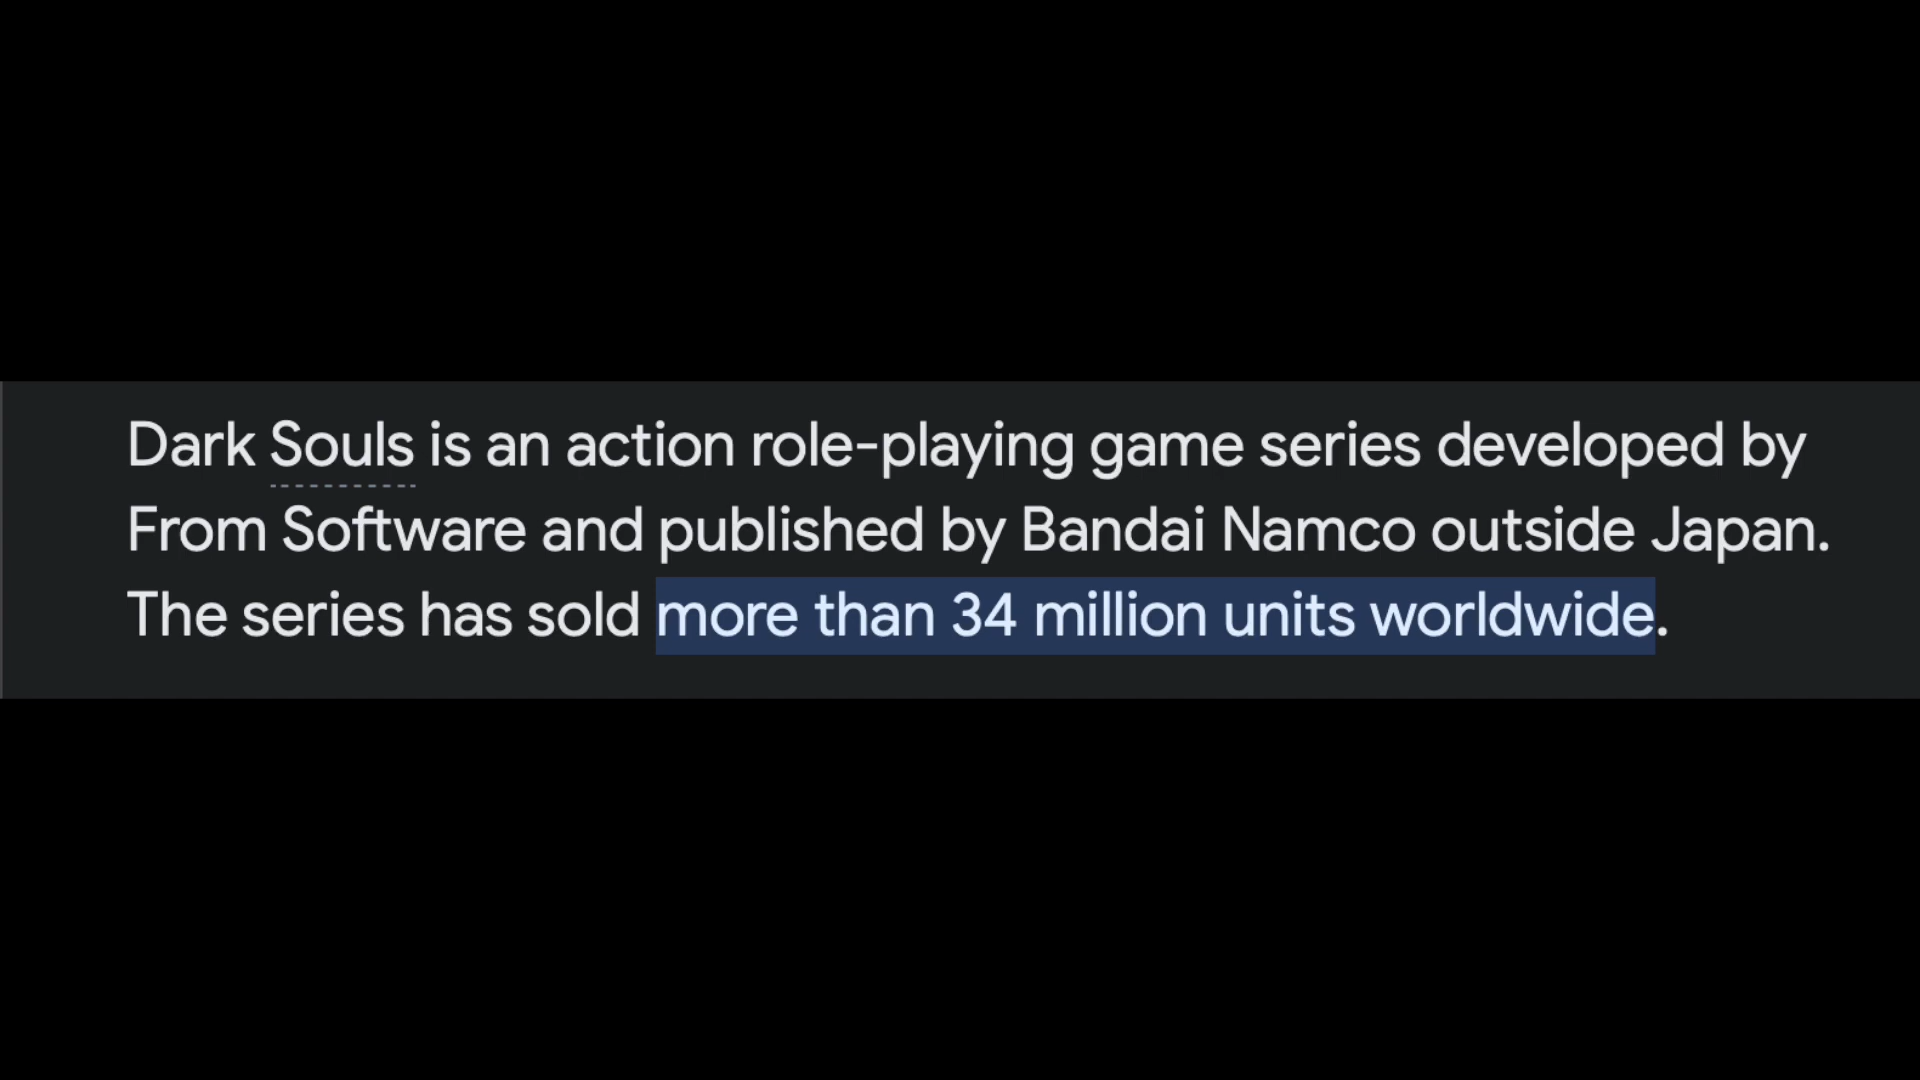 Dark Souls is an action role-playing game series developed by
From Software and published by Bandai Namco outside Japan.
The series has sold more than 34 million units worldwide.